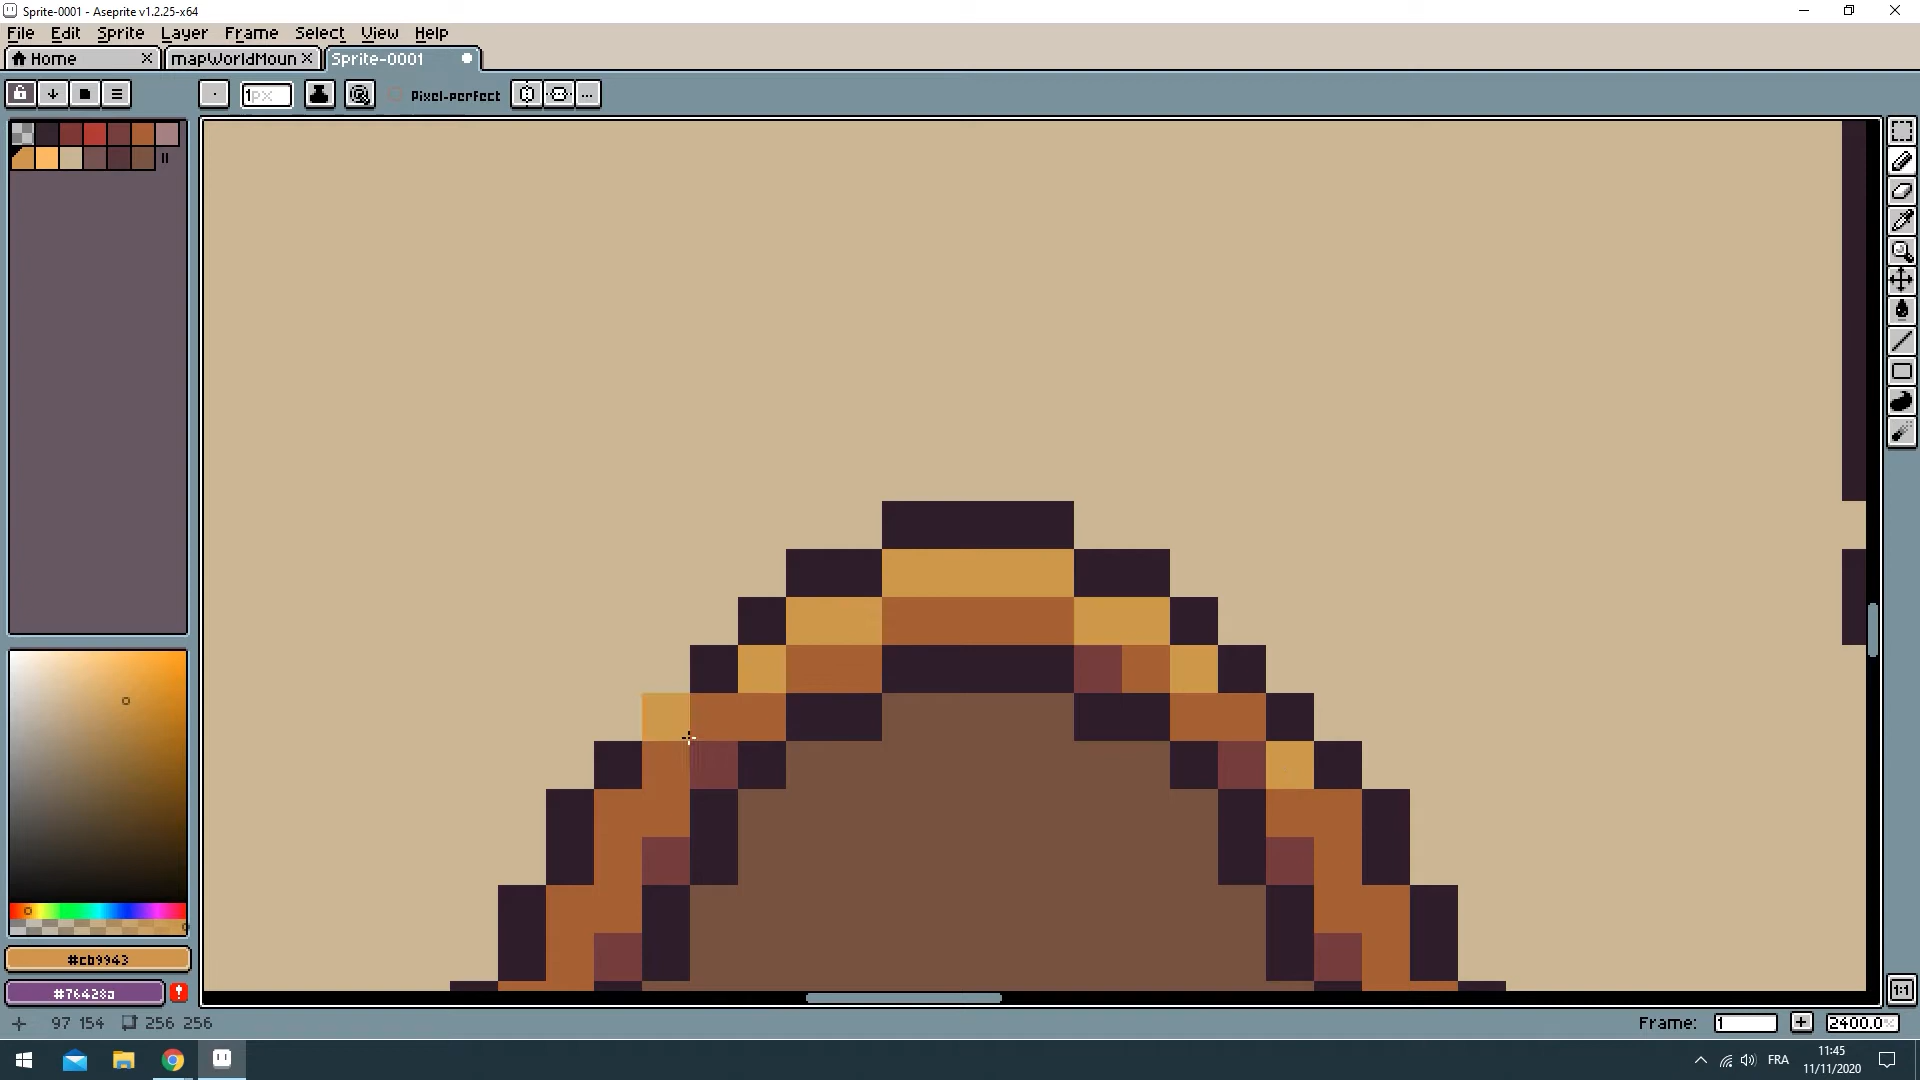 Sprite-0001 - Aseprite v1.2.25-x64
File Edit Sprite Layer Frame Select View Help
Home mapWorldMoun Sprite-0001
1px Pixel-perfect
#cb9943
#76428a
97 154 256 256
Frame: 1 2400.0%
1:1
FRA
11:45
11/11/2020